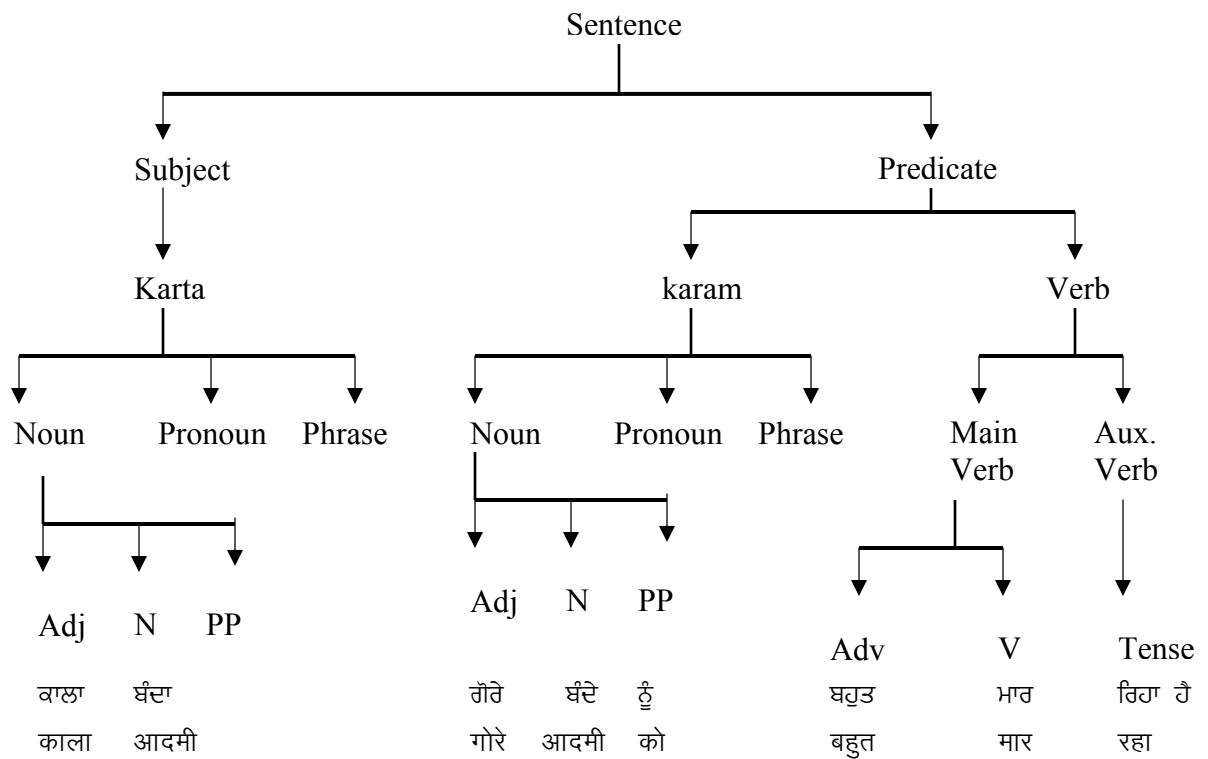 Sentence
Subject Predicate
Karta karam Verb
Noun Pronoun Phrase Noun Pronoun Phrase Main Verb Aux. Verb
Adj N PP Adj N PP Adv V Tense
ਕਾਲਾ ਬੰਦਾ ਗੋਰੇ ਬੰਦੇ ਨੂੰ ਬਹੁਤ ਮਾਰ ਰਿਹਾ ਹੈ
काला आदमी गोरे आदमी को बहुत मार रहा